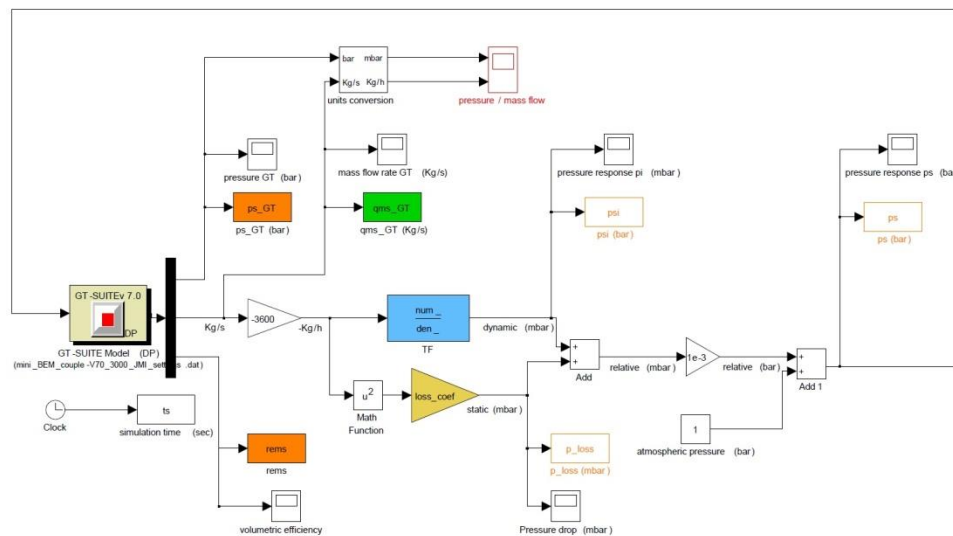 bar
mbar
Kg/s
Kg/h
units conversion
pressure / mass flow
pressure GT (bar)
mass flow rate GT (Kg/s)
pressure response pi (mbar)
pressure response ps (ba
ps_GT
ps_GT (bar)
qms_GT
qms_GT (Kg/s)
psi
psi (bar)
ps
ps (bar)
GT-SUITEv 7.0
DP
GT-SUITE Model (DP)
(mini_BEM_couple-V70_3000_JMI_set s .dat)
Kg/s
-3600
-Kg/h
num_
den_
TF
dynamic (mbar)
+
+
Add
relative (mbar)
1e-3
relative (bar)
+
+
Add 1
u2
Math
Function
loss_coef
static (mbar)
1
atmospheric pressure (bar)
Clock
ts
simulation time (sec)
rems
rems
p_loss
p_loss (mbar)
volumetric efficiency
Pressure drop (mbar)